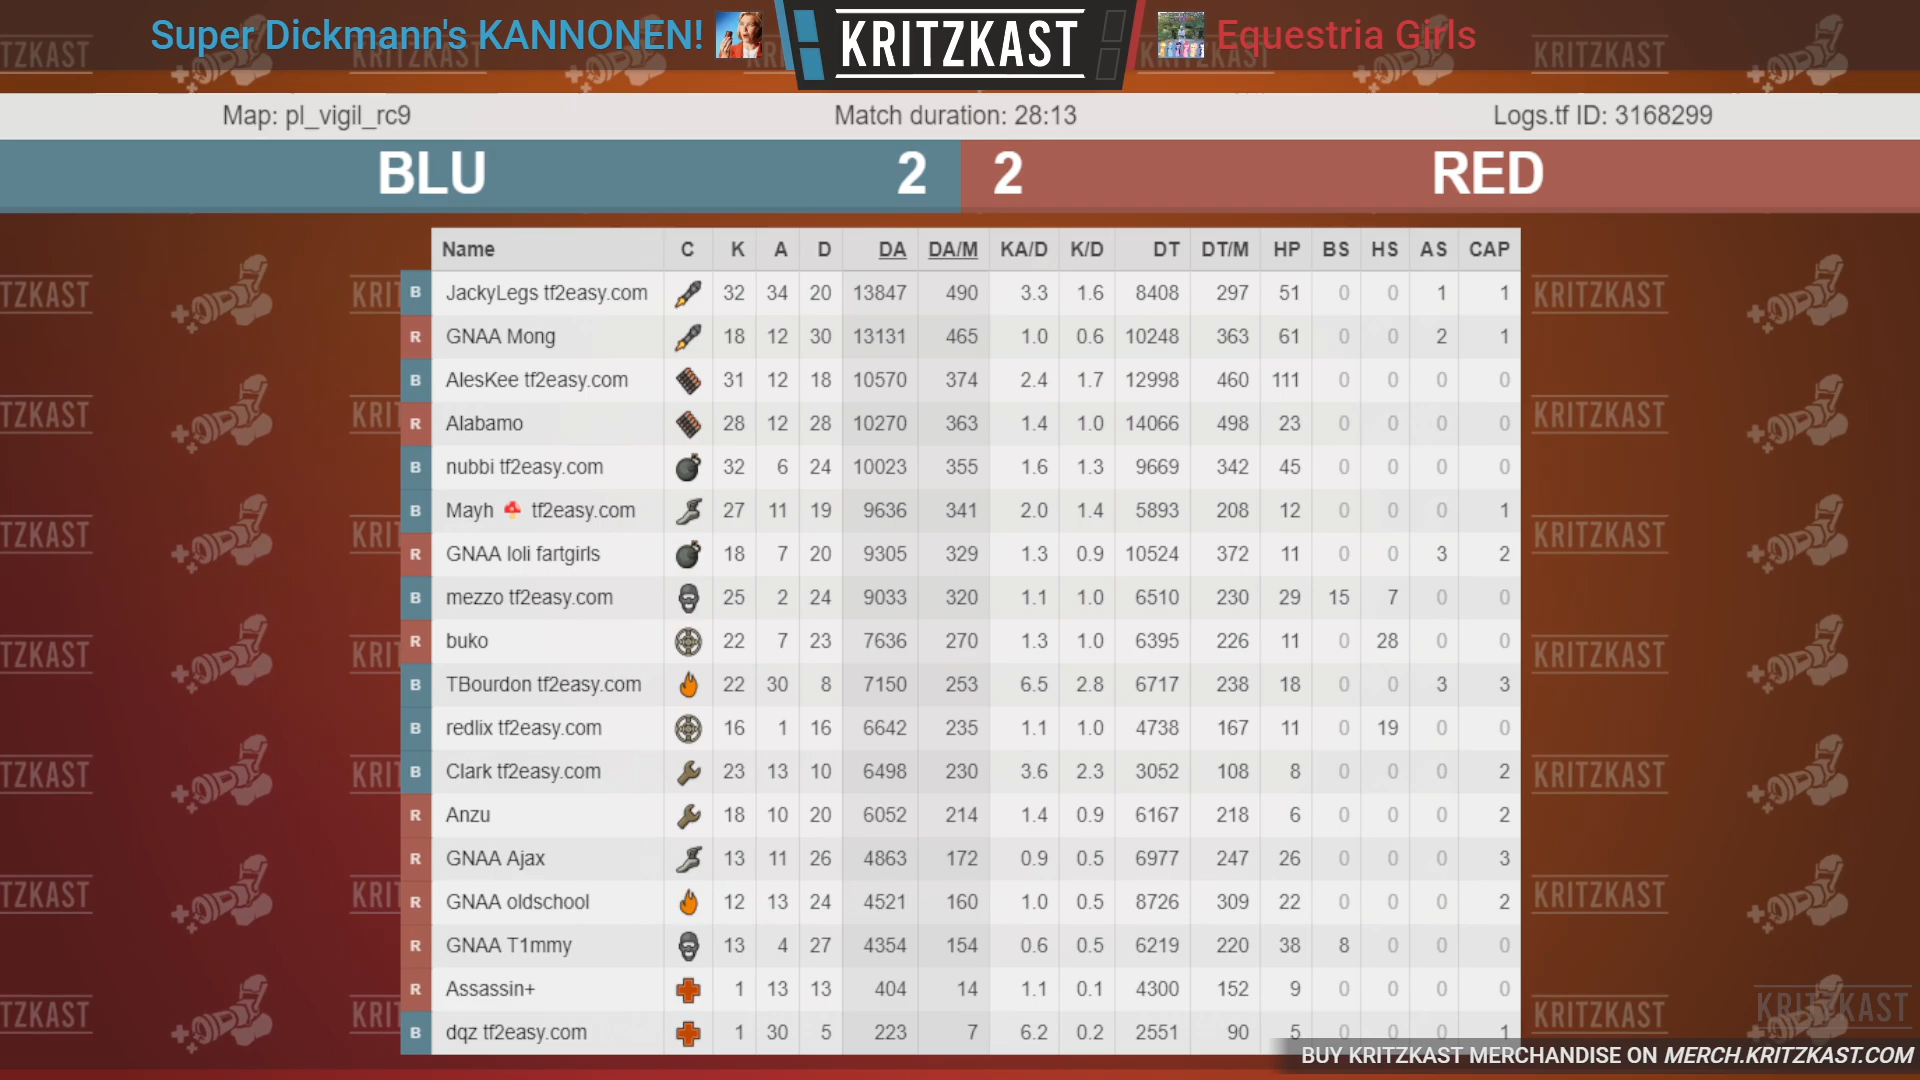 Super Dickmann's KANNONEN! KRITZKAST Equestria Girls
Map: pl_vigil_rc9 Match duration: 28:13 Logs.tf ID: 3168299
BLU 2 2 RED
Name C K A D DA DA/M KA/D K/D DT DT/M HP BS HS AS CAP
B JackyLegs tf2easy.com 32 34 20 13847 490 3.3 1.6 8408 297 51 0 0 1 1
R GNAA Mong 18 12 30 13131 465 1.0 0.6 10248 363 61 0 0 2 1
B AlesKee tf2easy.com 31 12 18 10570 374 2.4 1.7 12998 460 111 0 0 0 0
R Alabamo 28 12 28 10270 363 1.4 1.0 14066 498 23 0 0 0 0
B nubbi tf2easy.com 32 6 24 10023 355 1.6 1.3 9669 342 45 0 0 0 0
B Mayh 🍄 tf2easy.com 27 11 19 9636 341 2.0 1.4 5893 208 12 0 0 0 1
R GNAA loli fartgirls 18 7 20 9305 329 1.3 0.9 10524 372 11 0 0 3 2
B mezzo tf2easy.com 25 2 24 9033 320 1.1 1.0 6510 230 29 15 7 0 0
R buko 22 7 23 7636 270 1.3 1.0 6395 226 11 0 28 0 0
B TBourdon tf2easy.com 22 30 8 7150 253 6.5 2.8 6717 238 18 0 0 3 3
B redlix tf2easy.com 16 1 16 6642 235 1.1 1.0 4738 167 11 0 19 0 0
B Clark tf2easy.com 23 13 10 6498 230 3.6 2.3 3052 108 8 0 0 0 2
R Anzu 18 10 20 6052 214 1.4 0.9 6167 218 6 0 0 0 2
R GNAA Ajax 13 11 26 4863 172 0.9 0.5 6977 247 26 0 0 0 3
R GNAA oldschool 12 13 24 4521 160 1.0 0.5 8726 309 22 0 0 0 2
R GNAA T1mmy 13 4 27 4354 154 0.6 0.5 6219 220 38 8 0 0 0
R Assassin+ 1 13 13 404 14 1.1 0.1 4300 152 9 0 0 0 0
B dqz tf2easy.com 1 30 5 223 7 6.2 0.2 2551 90 5 0 0 0 1
KRITZKAST
BUY KRITZKAST MERCHANDISE ON MERCH.KRITZKAST.COM